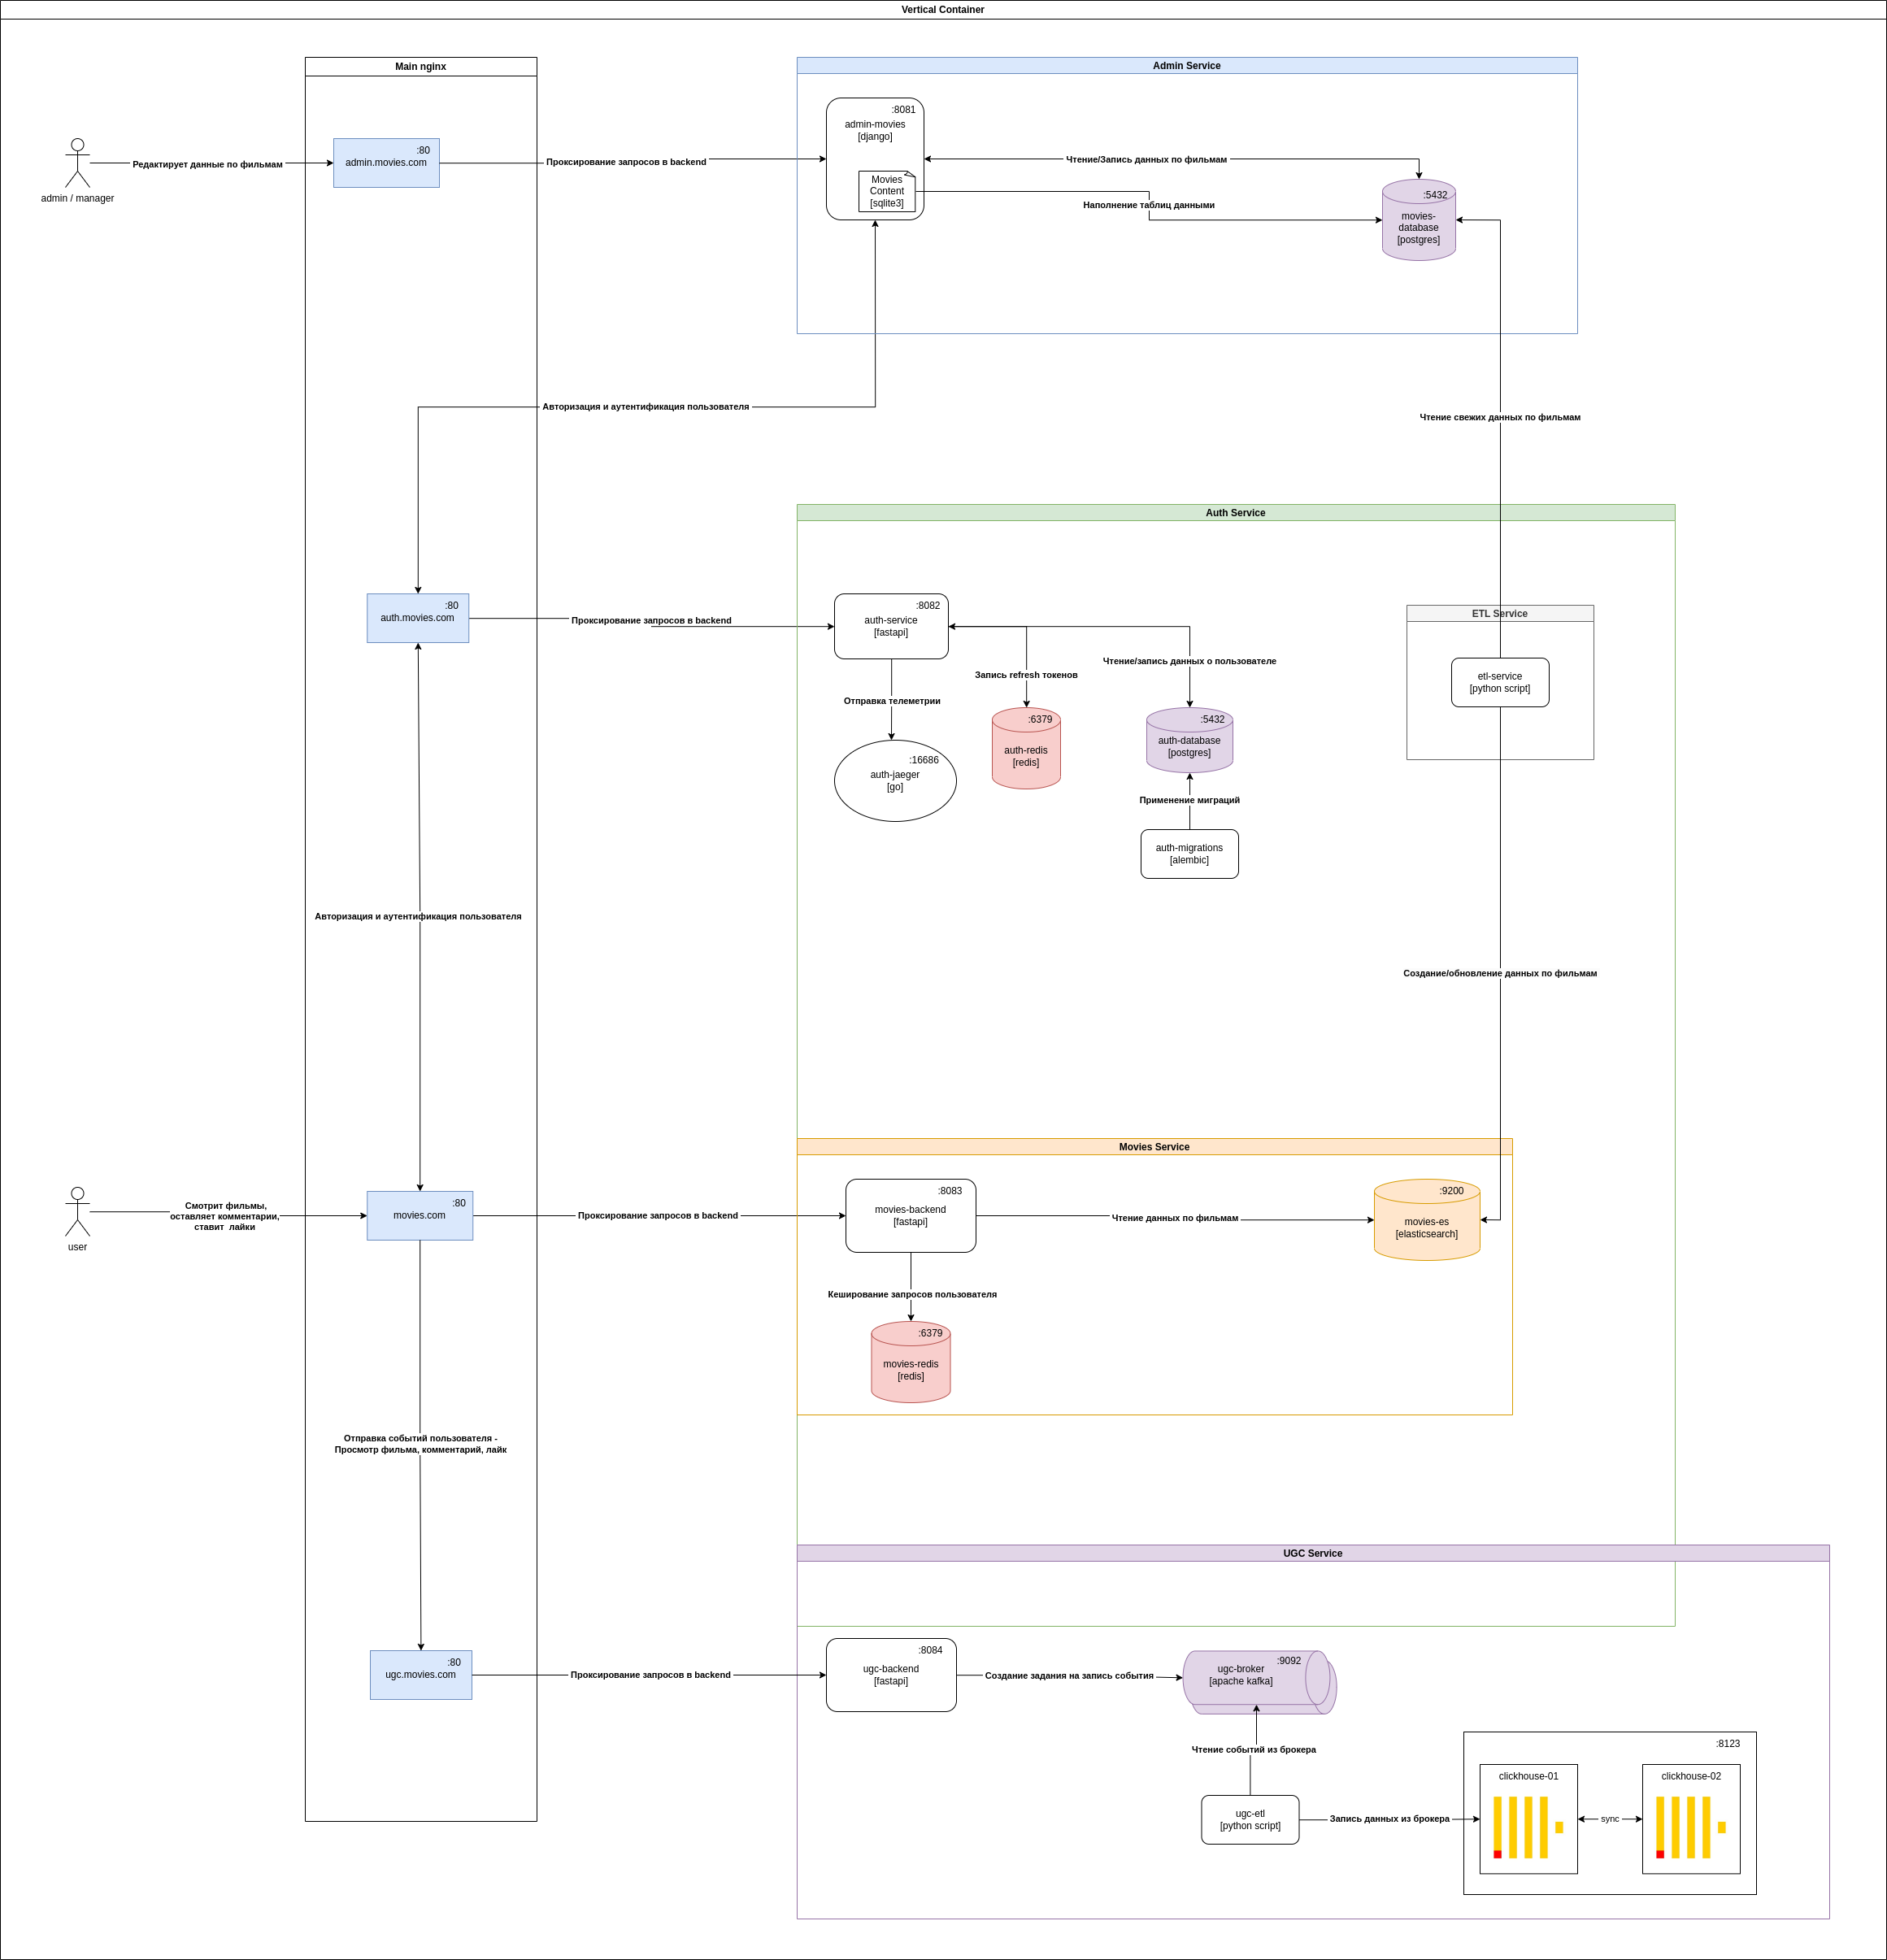 Vertical Container
Main nginx
Admin Service
:8081
admin-movies
[django]
Movies
Content
[sqlite3]
:80
admin.movies.com
admin / manager
Редактирует данные по фильмам
Проксирование запросов в backend
Чтение/Запись данных по фильмам
Наполнение таблиц данными
:5432
movies-
database
[postgres]
Авторизация и аутентификация пользователя
Чтение свежих данных по фильмам
Auth Service
:80
auth.movies.com
Проксирование запросов в backend
:8082
auth-service
[fastapi]
ETL Service
etl-service
[python script]
Чтение/запись данных о пользователе
Запись refresh токенов
Отправка телеметрии
:6379
auth-redis
[redis]
:5432
auth-database
[postgres]
:16686
auth-jaeger
[go]
Применение миграций
auth-migrations
[alembic]
Авторизация и аутентификация пользователя
Создание/обновление данных по фильмам
Movies Service
user
Смотрит фильмы,
оставляет комментарии,
ставит  лайки
:80
movies.com
Проксирование запросов в backend
:8083
movies-backend
[fastapi]
Чтение данных по фильмам
:9200
movies-es
[elasticsearch]
Кеширование запросов пользователя
:6379
movies-redis
[redis]
Отправка событий пользователя -
Просмотр фильма, комментарий, лайк
UGC Service
:80
ugc.movies.com
Проксирование запросов в backend
:8084
ugc-backend
[fastapi]
Создание задания на запись события
:9092
ugc-broker
[apache kafka]
Чтение событий из брокера
ugc-etl
[python script]
Запись данных из брокера
:8123
clickhouse-01
sync
clickhouse-02